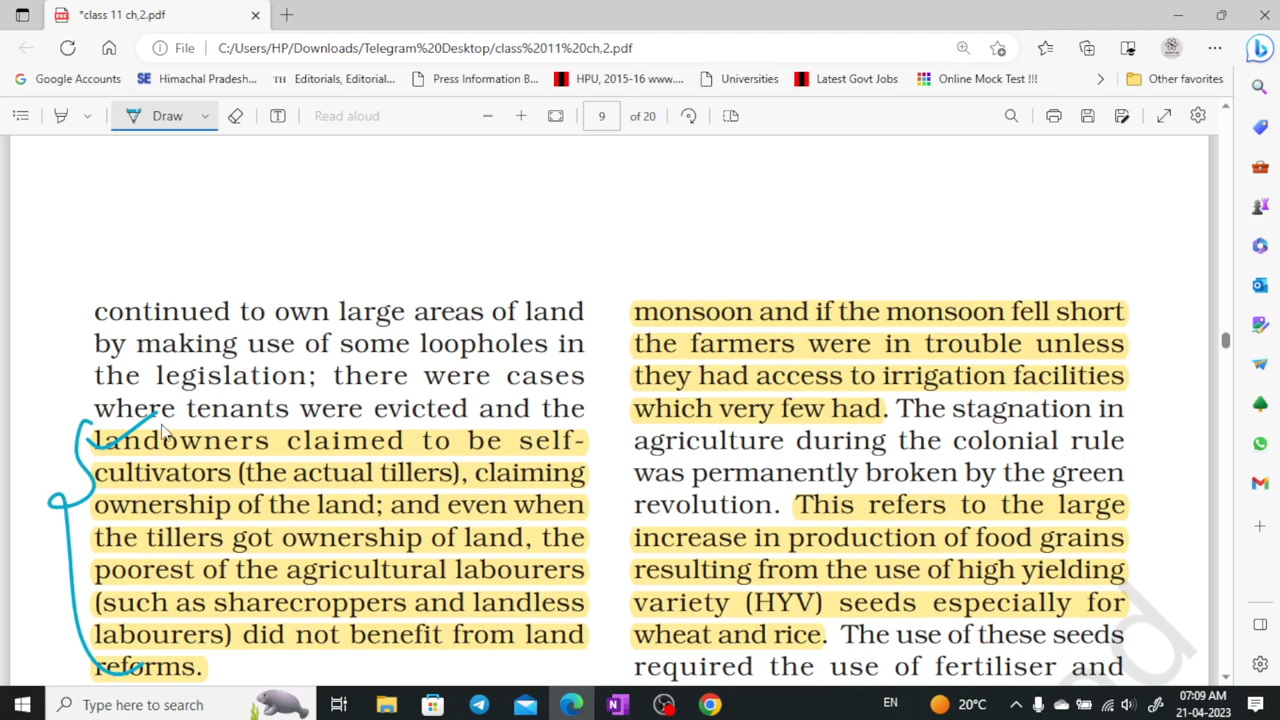 *class 11 ch,2.pdf
File
C:/Users/HP/Downloads/Telegram%20Desktop/class%2011%20ch,2.pdf
Google Accounts
SE Himachal Pradesh...
TH Editorials, Editorial...
Press Information B...
HPU, 2015-16 www....
Universities
Latest Govt Jobs
Online Mock Test !!!
Other favorites
Draw
Read aloud
9
of 20
continued to own large areas of land
by making use of some loopholes in
the legislation; there were cases
where tenants were evicted and the
landowners claimed to be self-
cultivators (the actual tillers), claiming
ownership of the land; and even when
the tillers got ownership of land, the
poorest of the agricultural labourers
(such as sharecroppers and landless
labourers) did not benefit from land
reforms.
monsoon and if the monsoon fell short
the farmers were in trouble unless
they had access to irrigation facilities
which very few had. The stagnation in
agriculture during the colonial rule
was permanently broken by the green
revolution. This refers to the large
increase in production of food grains
resulting from the use of high yielding
variety (HYV) seeds especially for
wheat and rice. The use of these seeds
required the use of fertiliser and
Type here to search
EN
20°C
07:09 AM
21-04-2023